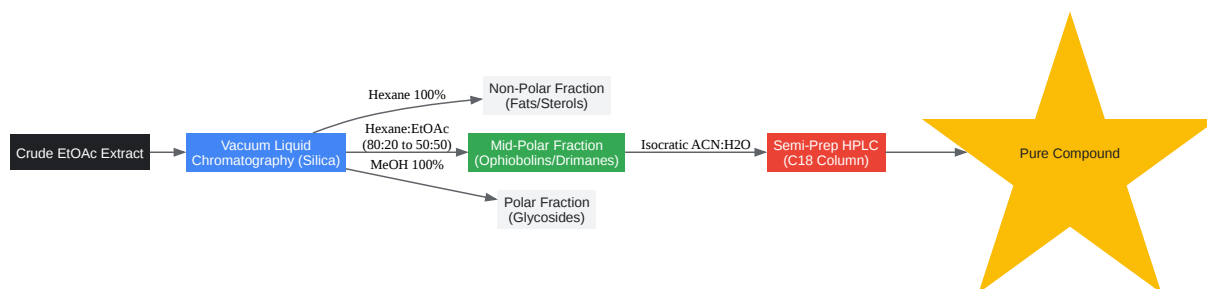 Crude EtOAc Extract
Vacuum Liquid
Chromatography (Silica)
Hexane 100%
Hexane:EtOAc
(80:20 to 50:50)
MeOH 100%
Non-Polar Fraction
(Fats/Sterols)
Mid-Polar Fraction
(Ophiobolins/Drimanes)
Polar Fraction
(Glycosides)
Isocratic ACN:H2O
Semi-Prep HPLC
(C18 Column)
Pure Compound